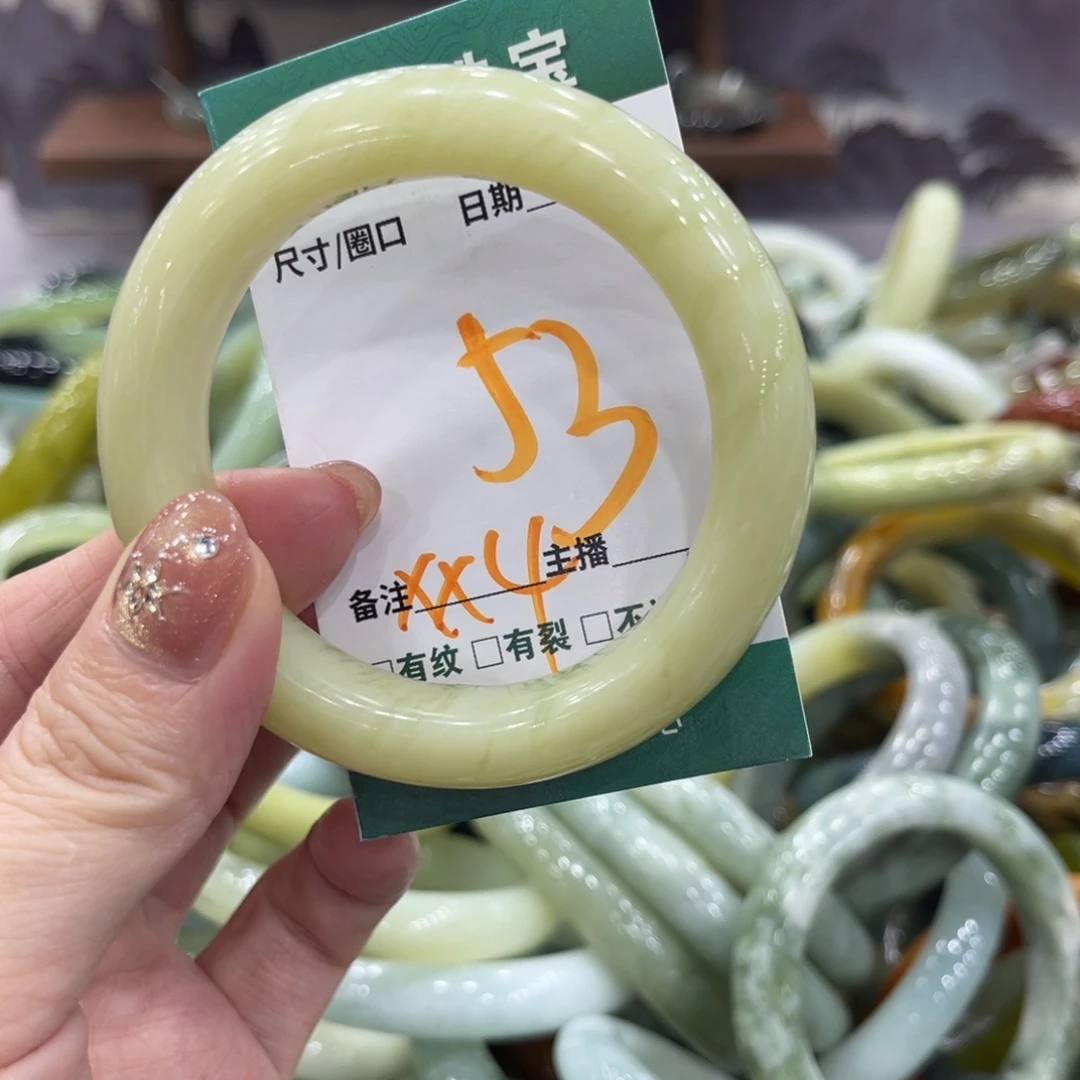 宝
日期
尺寸/圈口
53
备注 xx4 主播
□有纹 □有裂 □不